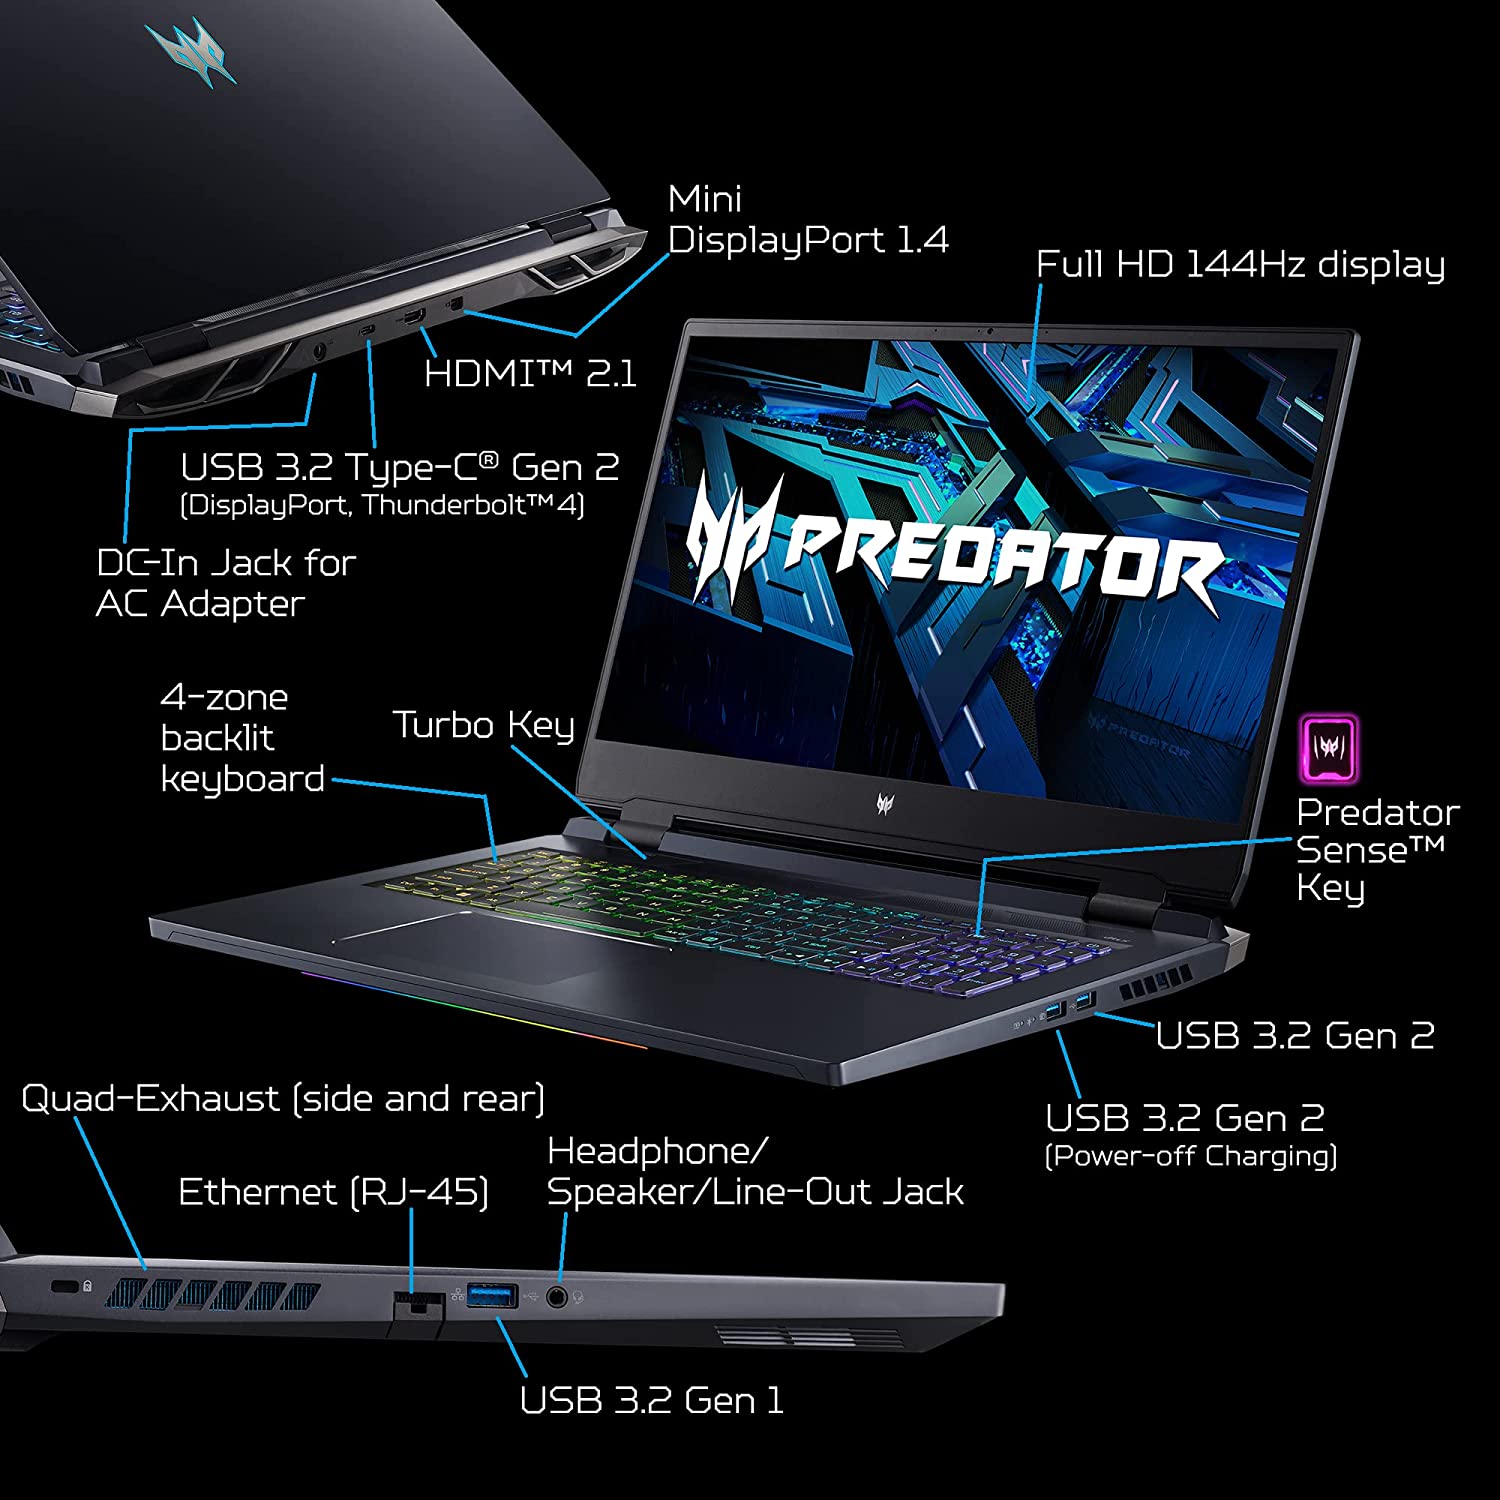 Mini
DisplayPort 1.4
Full HD 144Hz display
HDMI™ 2.1
USB 3.2 Type-C® Gen 2
(DisplayPort, Thunderbolt™4)
DC-In Jack for
AC Adapter
PREDATOR
PREDATOR
4-zone
backlit
keyboard
Turbo Key
Predator
Sense™
Key
USB 3.2 Gen 2
USB 3.2 Gen 2
(Power-off Charging)
Quad-Exhaust (side and rear)
Ethernet (RJ-45)
Headphone/
Speaker/Line-Out Jack
USB 3.2 Gen 1